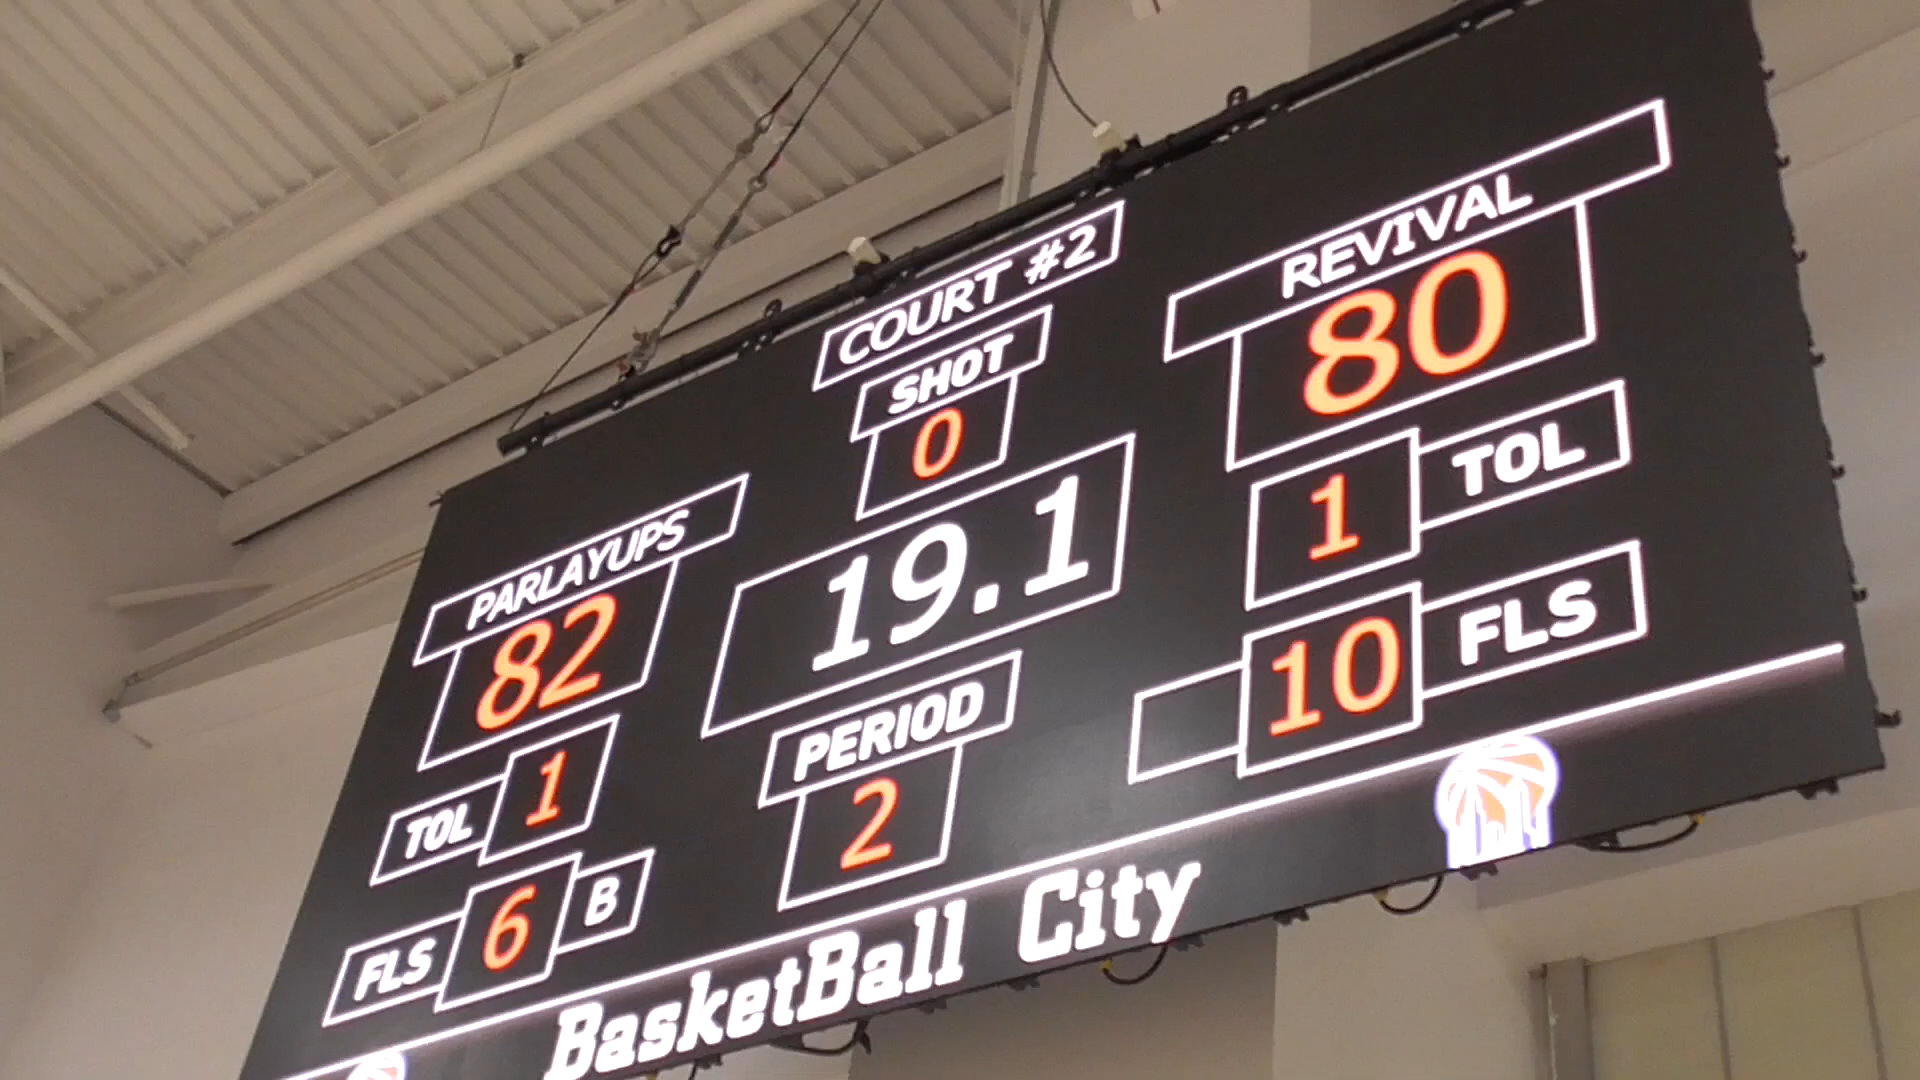 COURT #2
SHOT
0
19.1
PERIOD
2
PARLAYUPS
82
TOL 1
FLS 6 B
REVIVAL
80
1 TOL
10 FLS
BasketBall City